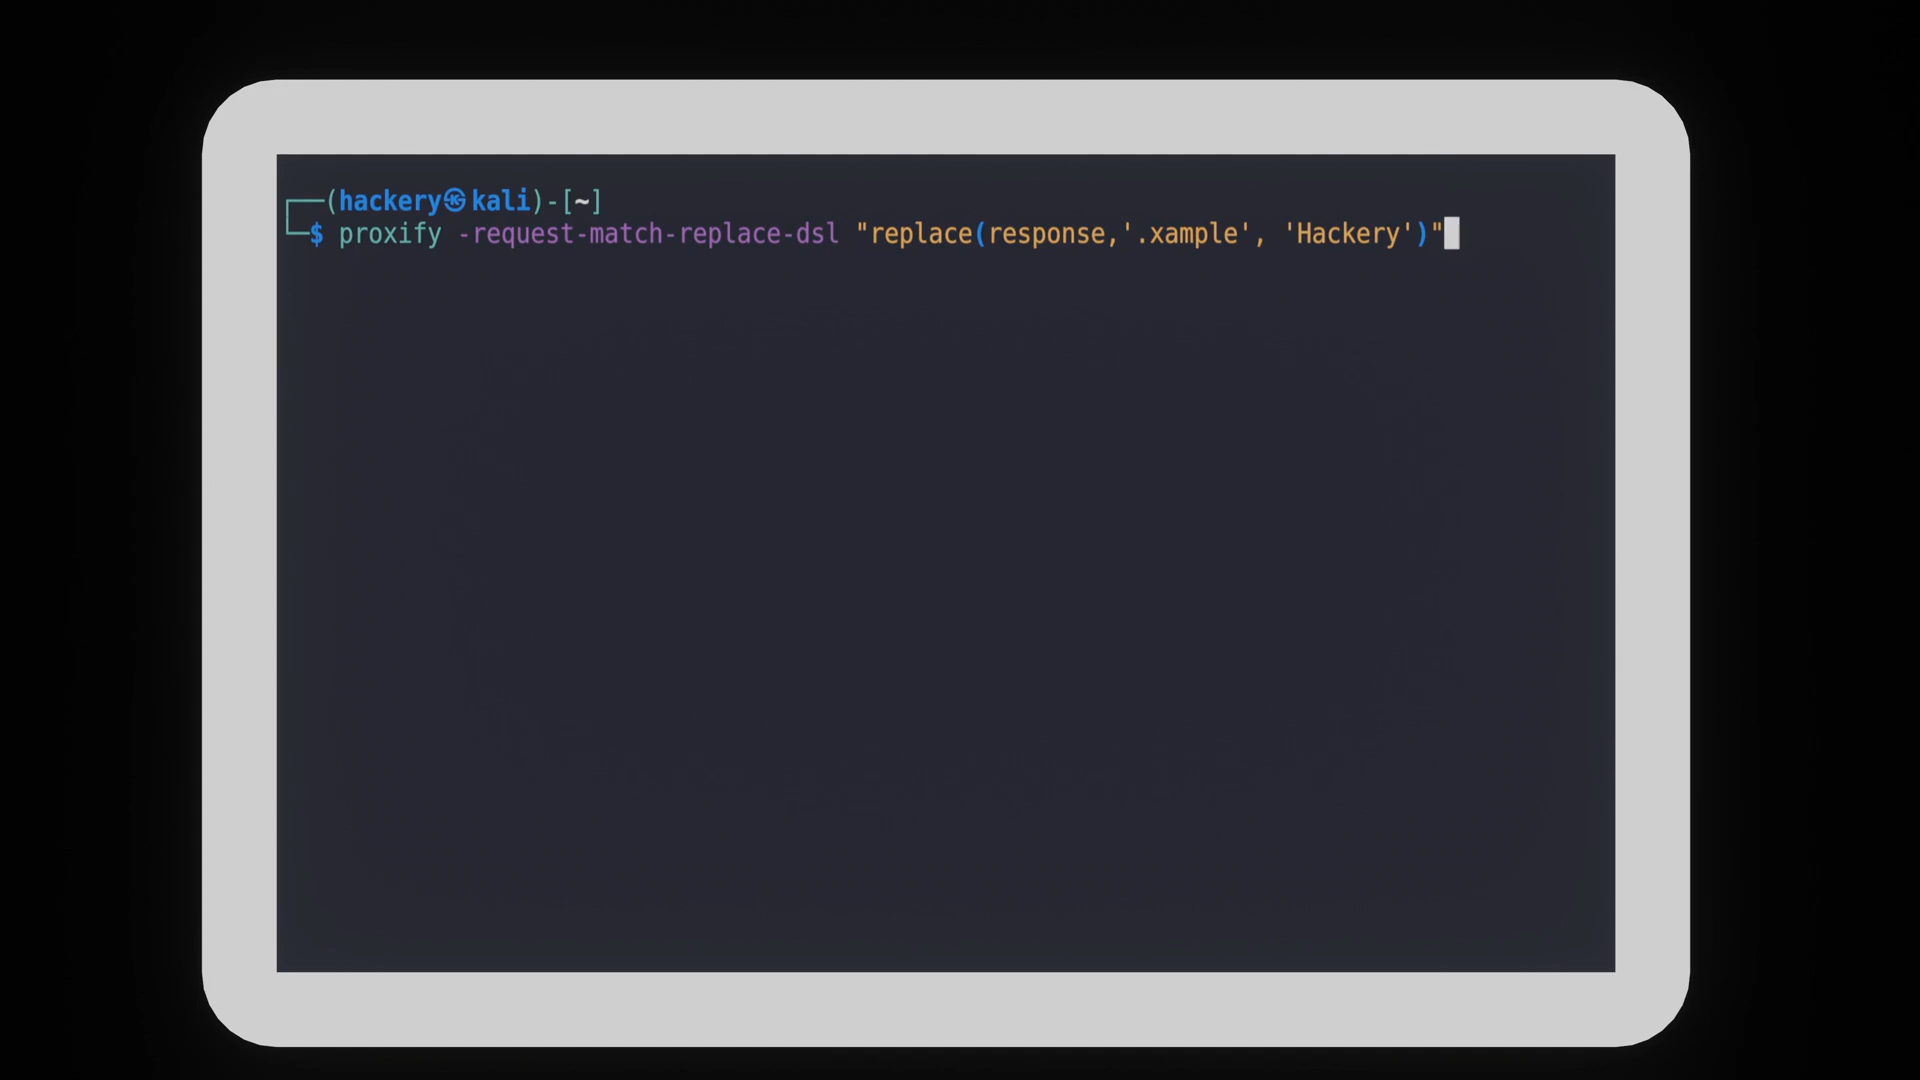 (hackery㉿kali)-[~]
$ proxify -request-match-replace-dsl "replace(response,'.xample', 'Hackery')"